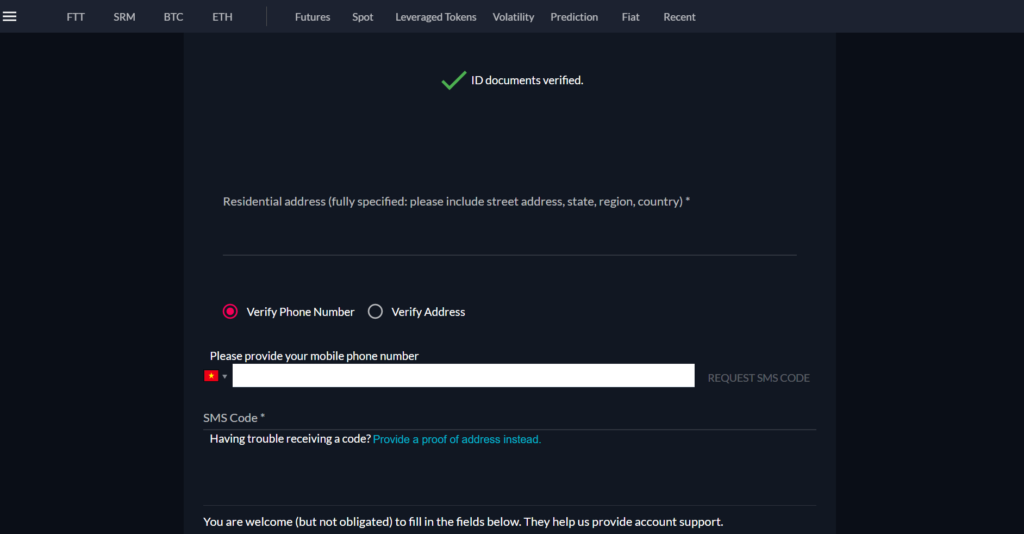 FTT SRM BTC ETH Futures Spot Leveraged Tokens Volatility Prediction Fiat Recent
ID documents verified.
Residential address (fully specified: please include street address, state, region, country) *
Verify Phone Number Verify Address
Please provide your mobile phone number
REQUEST SMS CODE
SMS Code *
Having trouble receiving a code? Provide a proof of address instead.
You are welcome (but not obligated) to fill in the fields below. They help us provide account support.